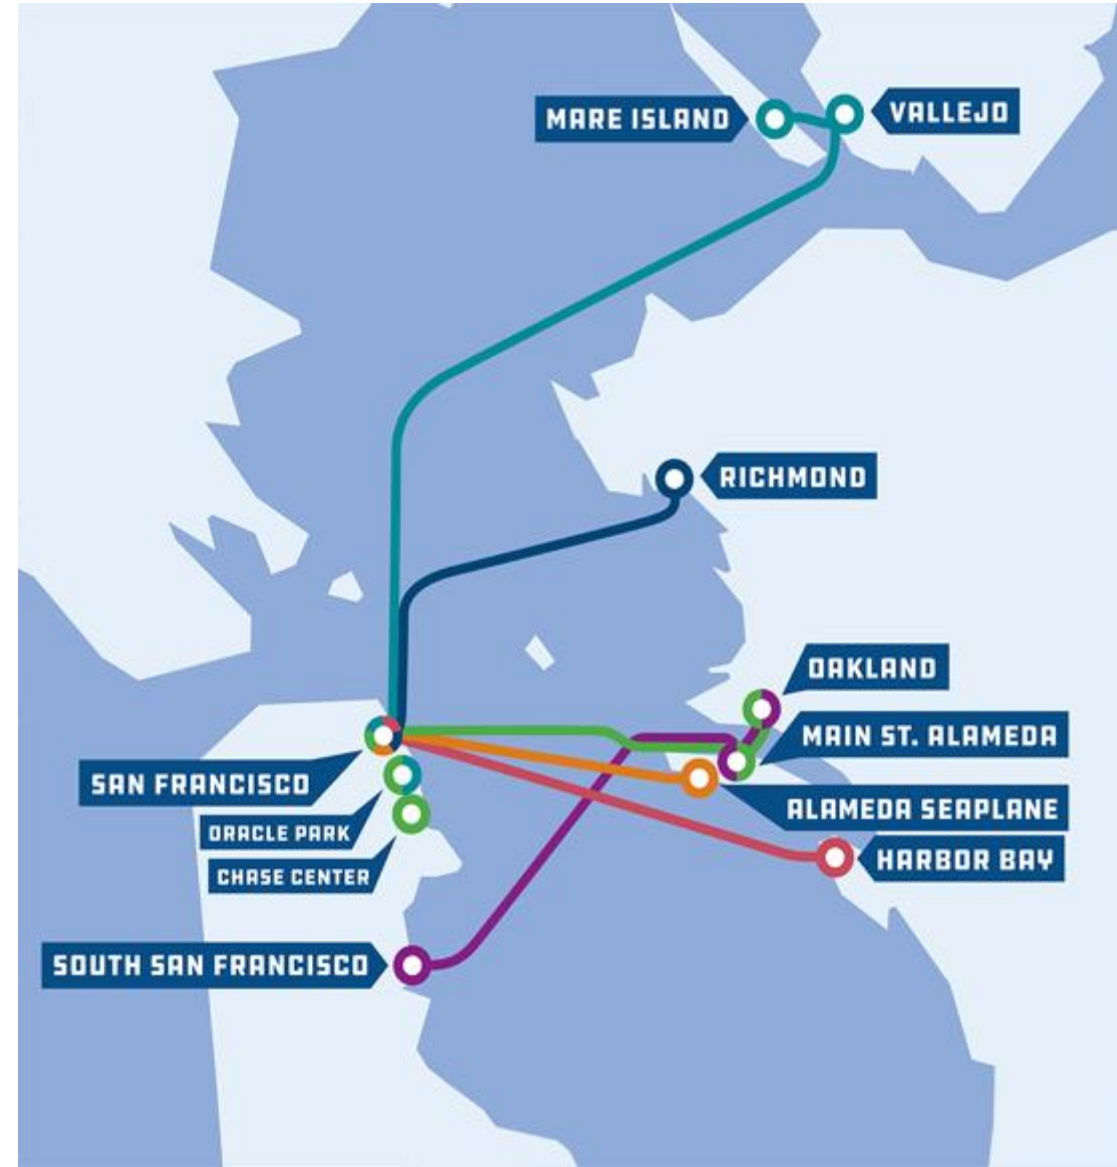 MARE ISLAND
VALLEJO
RICHMOND
OAKLAND
MAIN ST. ALAMEDA
SAN FRANCISCO
ALAMEDA SEAPLANE
ORACLE PARK
HARBOR BAY
CHASE CENTER
SOUTH SAN FRANCISCO